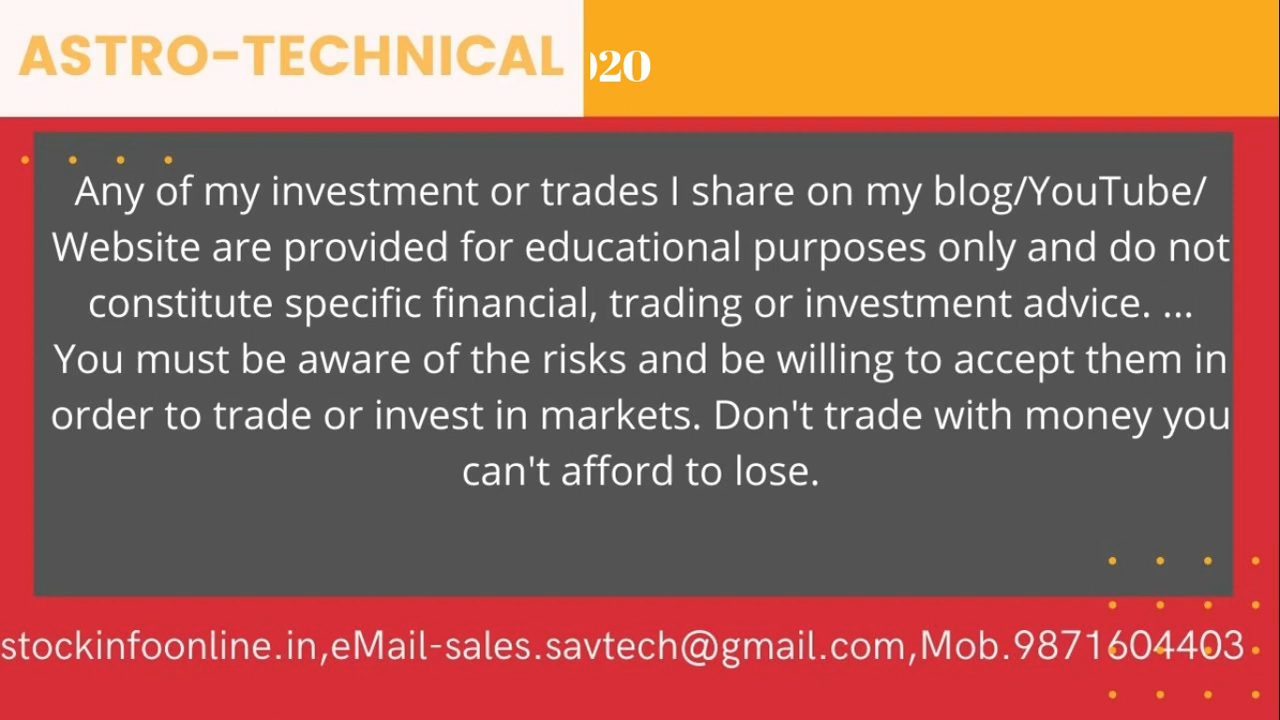 ASTRO-TECHNICAL
020
Any of my investment or trades I share on my blog/YouTube/
Website are provided for educational purposes only and do not
constitute specific financial, trading or investment advice. ...
You must be aware of the risks and be willing to accept them in
order to trade or invest in markets. Don't trade with money you
can't afford to lose.
stockinfoonline.in,eMail-sales.savtech@gmail.com,Mob.9871604403